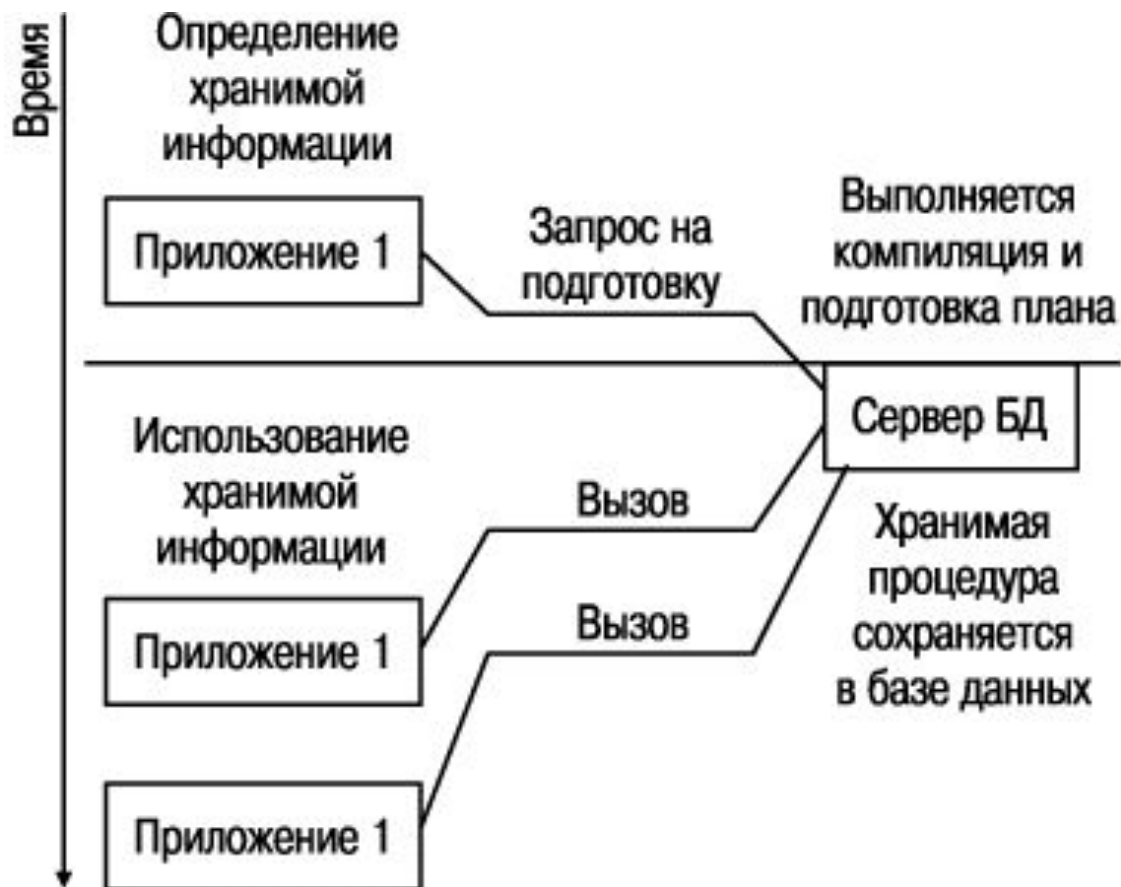 Время
Определение
хранимой
информации
Приложение 1
Запрос на
подготовку
Выполняется
компиляция и
подготовка плана
Сервер БД
Использование
хранимой
информации
Вызов
Приложение 1
Вызов
Хранимая
процедура
сохраняется
в базе данных
Приложение 1